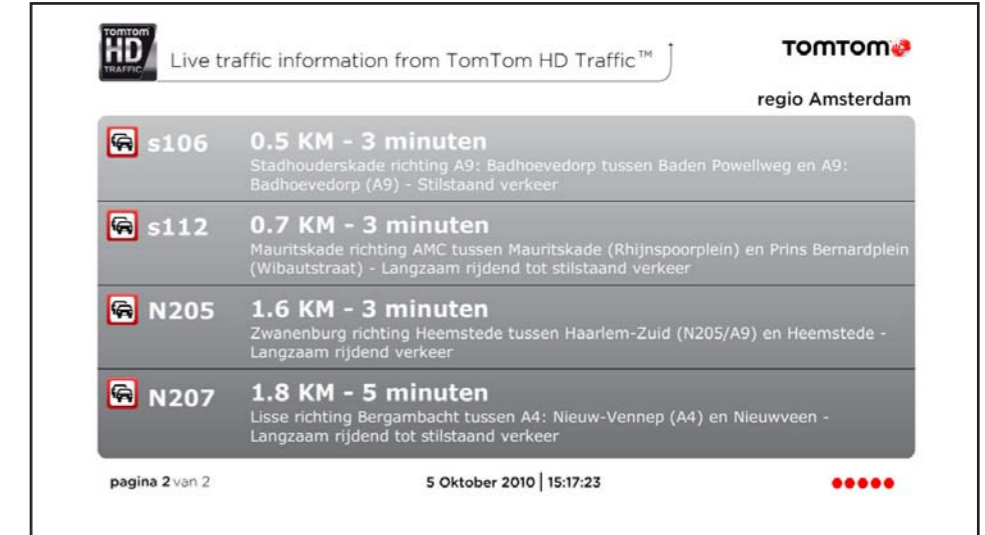 TOMTOM
HD
TRAFFIC
Live traffic information from TomTom HD Traffic™
TOMTOM
regio Amsterdam
s106
0.5 KM - 3 minuten
Stadhouderskade richting A9: Badhoevedorp tussen Baden Powellweg en A9:
Badhoevedorp (A9) - Stilstaand verkeer
s112
0.7 KM - 3 minuten
Mauritskade richting AMC tussen Mauritskade (Rhijnspoorplein) en Prins Bernardplein
(Wibautstraat) - Langzaam rijdend tot stilstaand verkeer
N205
1.6 KM - 3 minuten
Zwanenburg richting Heemstede tussen Haarlem-Zuid (N205/A9) en Heemstede -
Langzaam rijdend verkeer
N207
1.8 KM - 5 minuten
Lisse richting Bergambacht tussen A4: Nieuw-Vennep (A4) en Nieuwveen -
Langzaam rijdend tot stilstaand verkeer
pagina 2 van 2
5 Oktober 2010 | 15:17:23